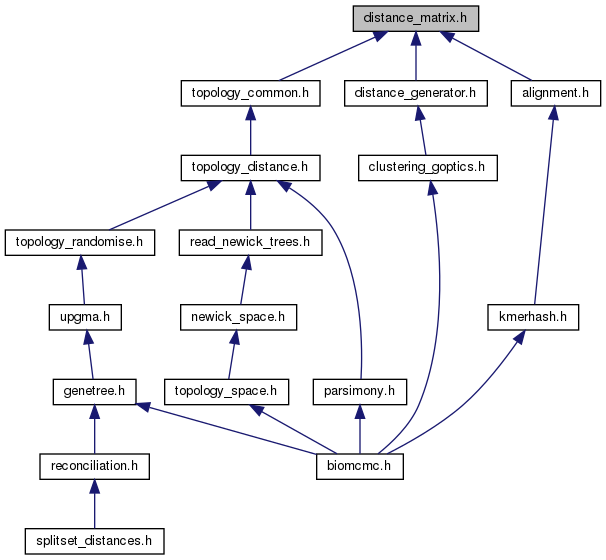 distance_matrix.h
topology_common.h
distance_generator.h
alignment.h
topology_distance.h
clustering_goptics.h
topology_randomise.h
read_newick_trees.h
upgma.h
newick_space.h
kmerhash.h
genetree.h
topology_space.h
parsimony.h
reconciliation.h
biomcmc.h
splitset_distances.h